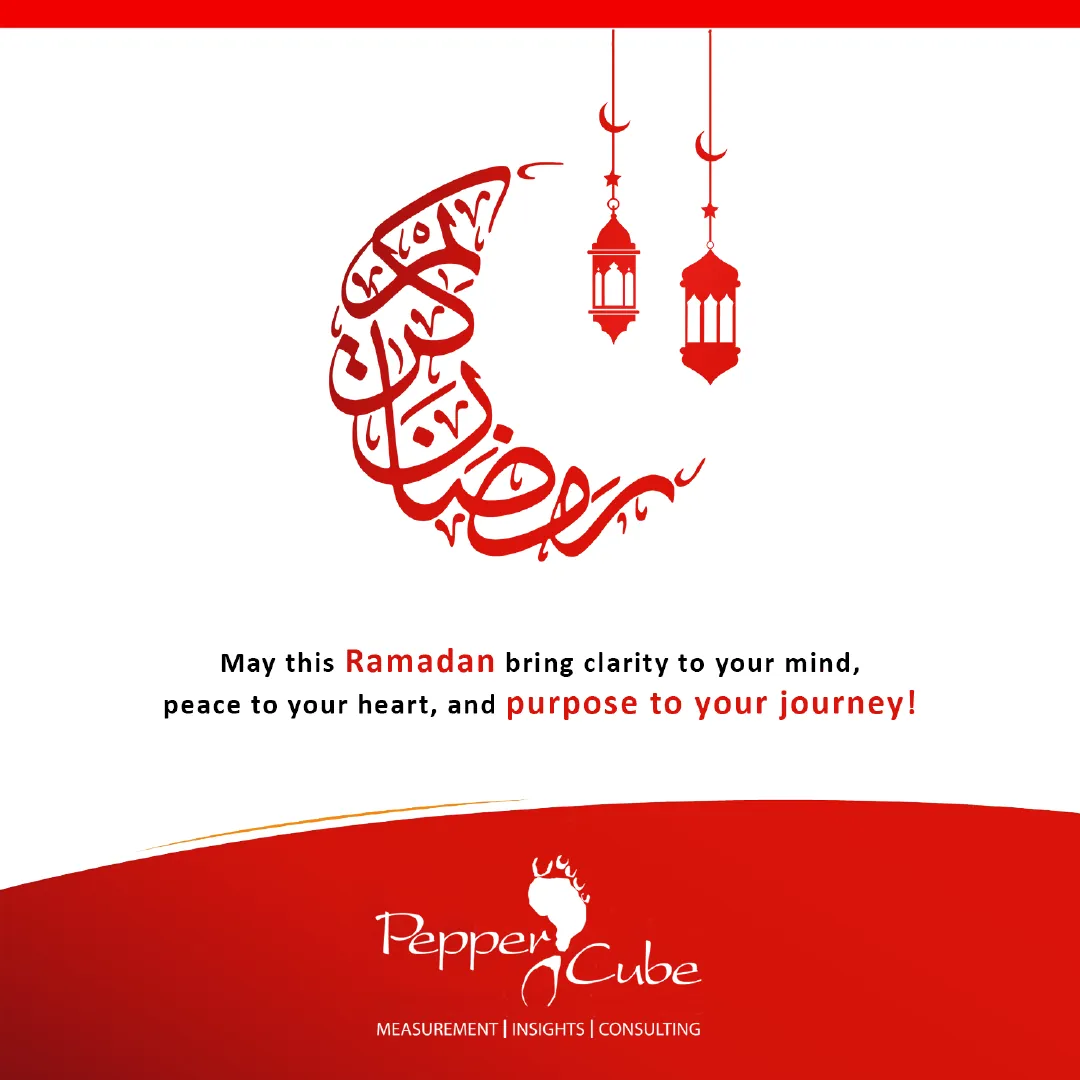 رمضان كريم
May this Ramadan bring clarity to your mind,
peace to your heart, and purpose to your journey!
Pepper Cube
MEASUREMENT | INSIGHTS | CONSULTING